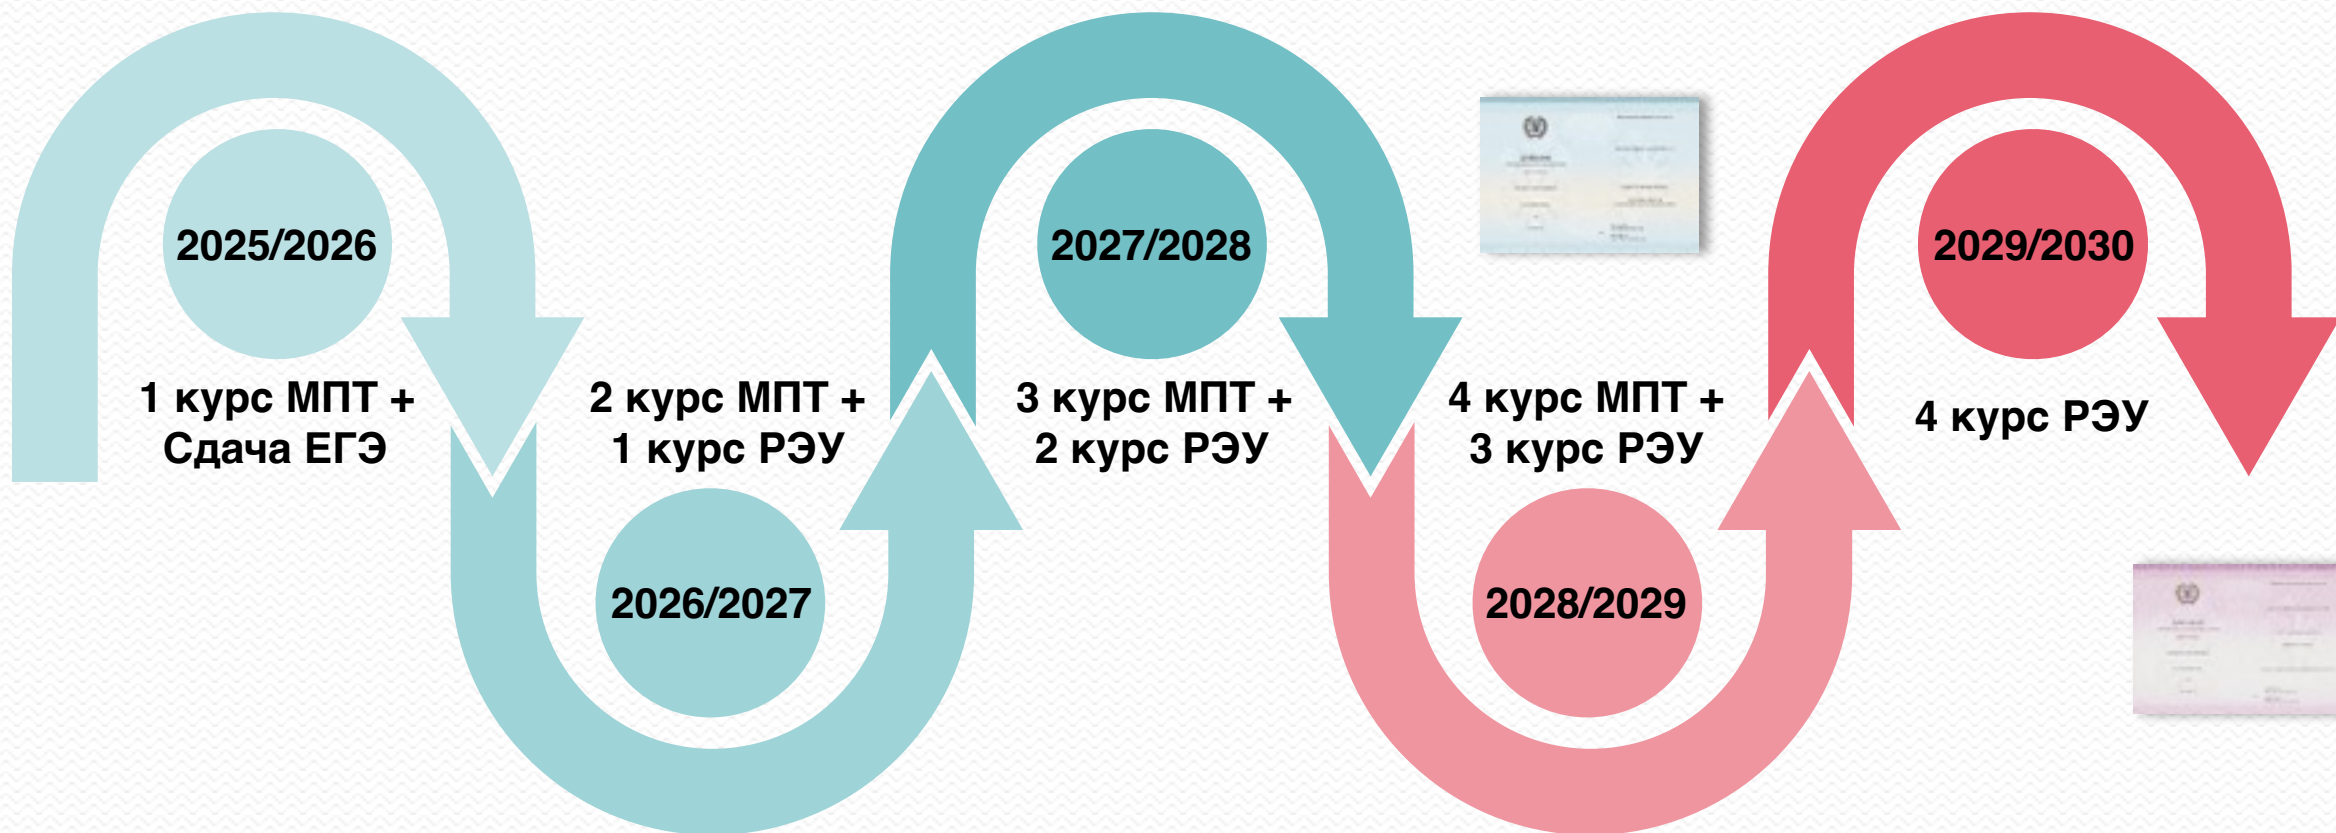 2025/2026
1 курс МПТ +
Сдача ЕГЭ
2 курс МПТ +
1 курс РЭУ
2026/2027
2027/2028
3 курс МПТ +
2 курс РЭУ
4 курс МПТ +
3 курс РЭУ
2028/2029
2029/2030
4 курс РЭУ